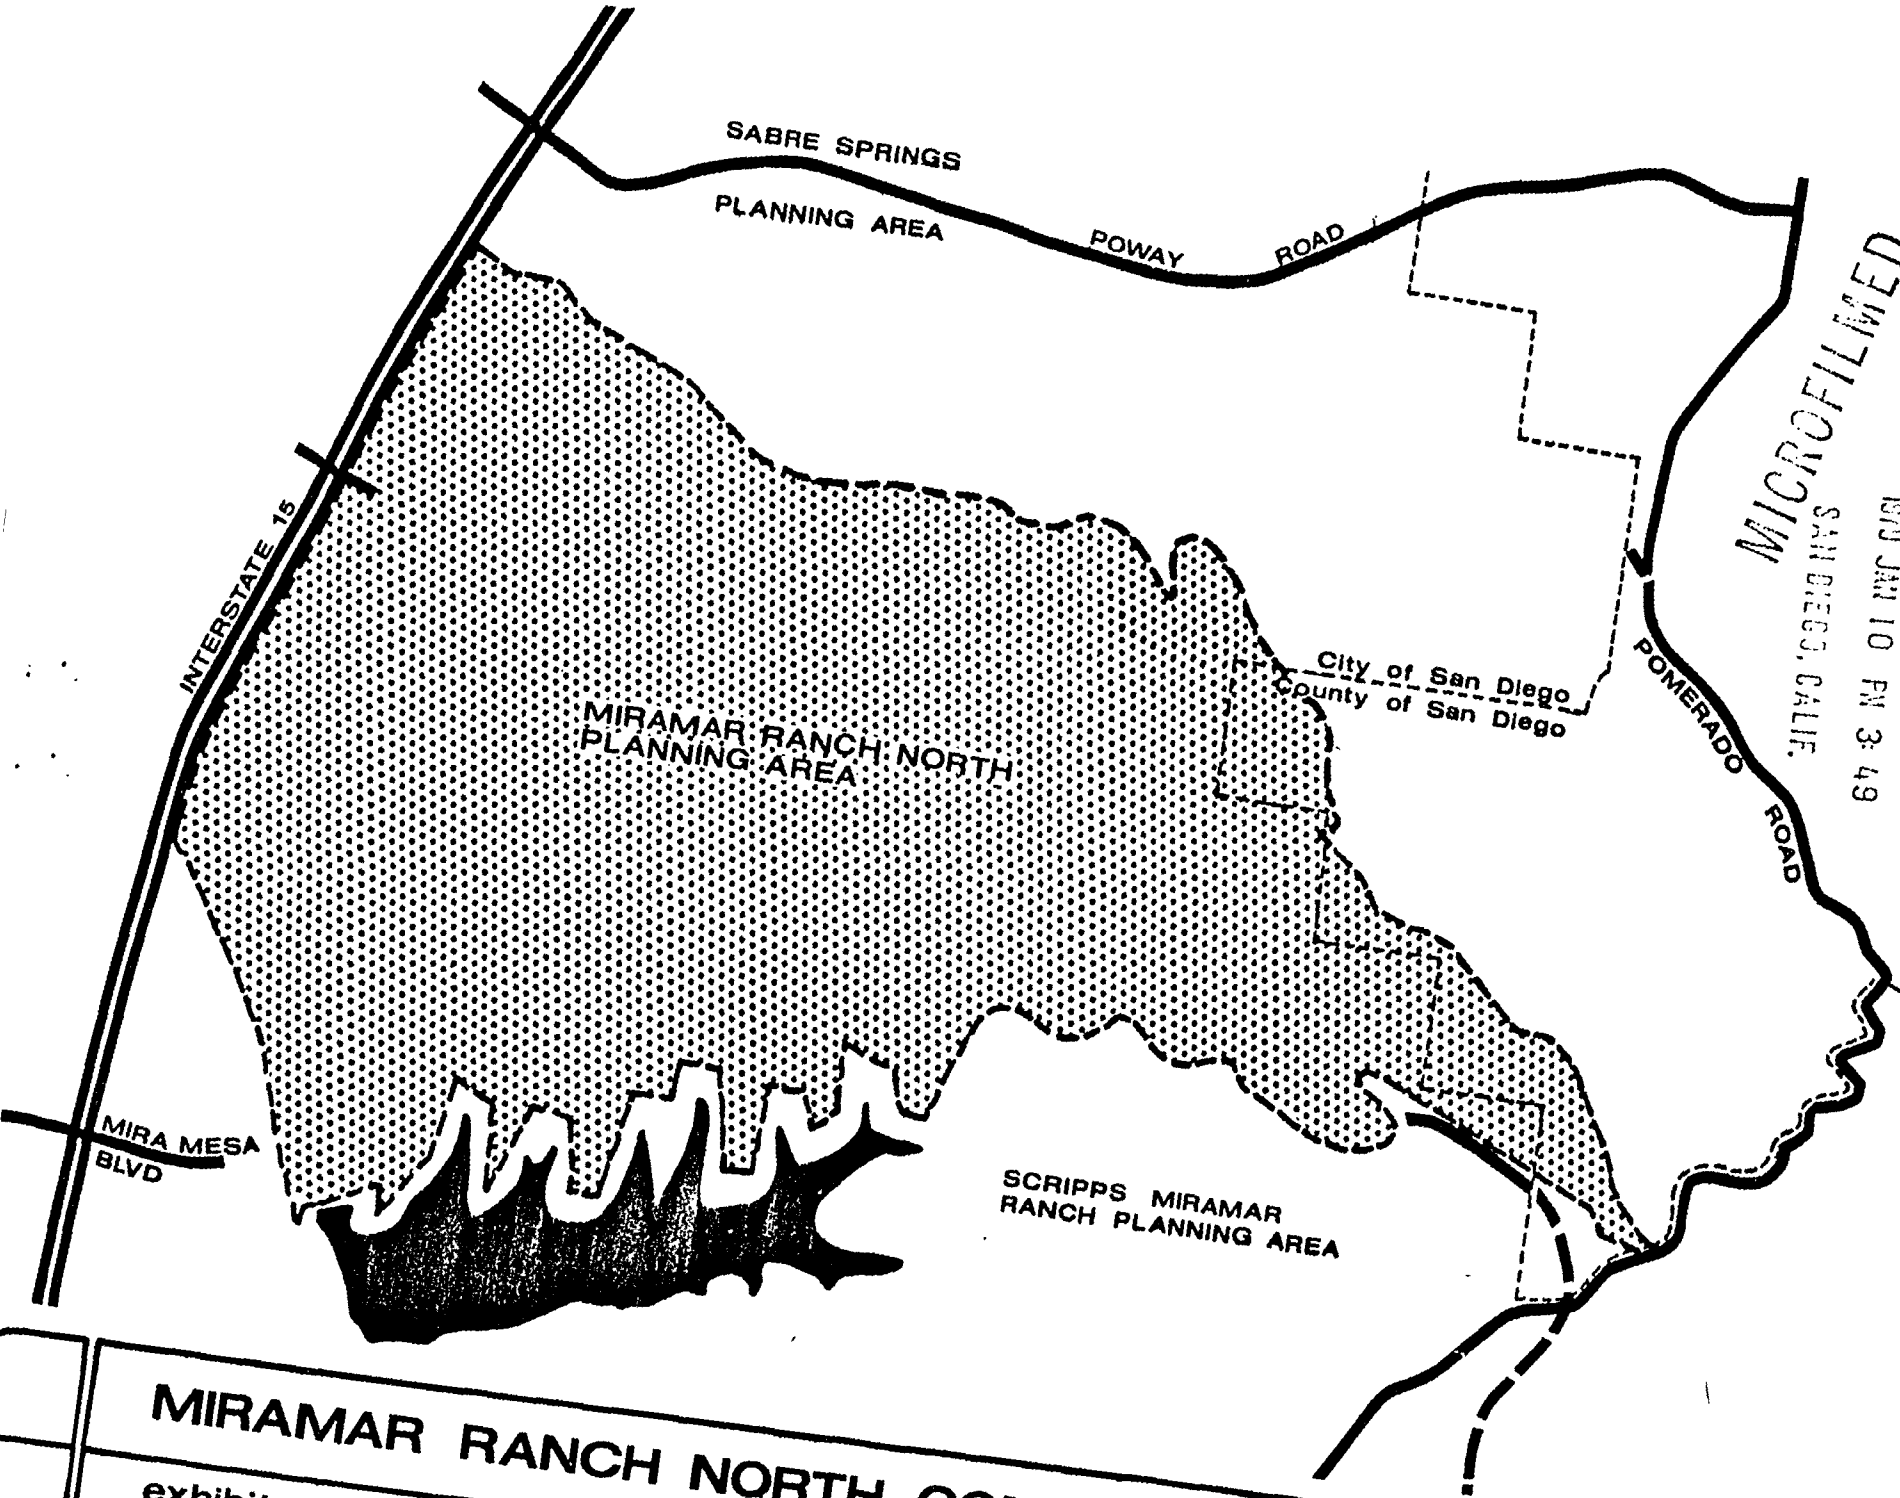 SABRE SPRINGS
PLANNING AREA
POWAY ROAD
MICROFILMED
SAN DIEGO, CALIF.
JAN 10 PM 3:49
INTERSTATE 15
City of San Diego
County of San Diego
POMERADO ROAD
MIRAMAR RANCH NORTH
PLANNING AREA
MIRA MESA
BLVD
SCRIPPS MIRAMAR
RANCH PLANNING AREA
MIRAMAR RANCH NORTH